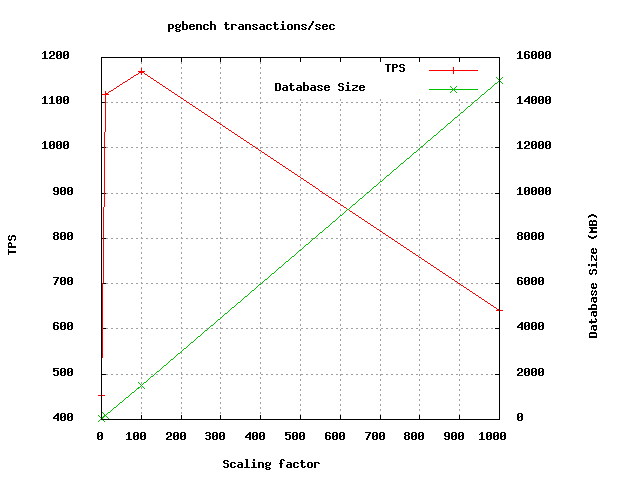 pgbench transactions/sec
TPS
Database Size
1200
1100
1000
900
800
700
600
500
400
16000
14000
12000
10000
8000
6000
4000
2000
0
TPS
Database Size (MB)
0 100 200 300 400 500 600 700 800 900 1000
Scaling factor